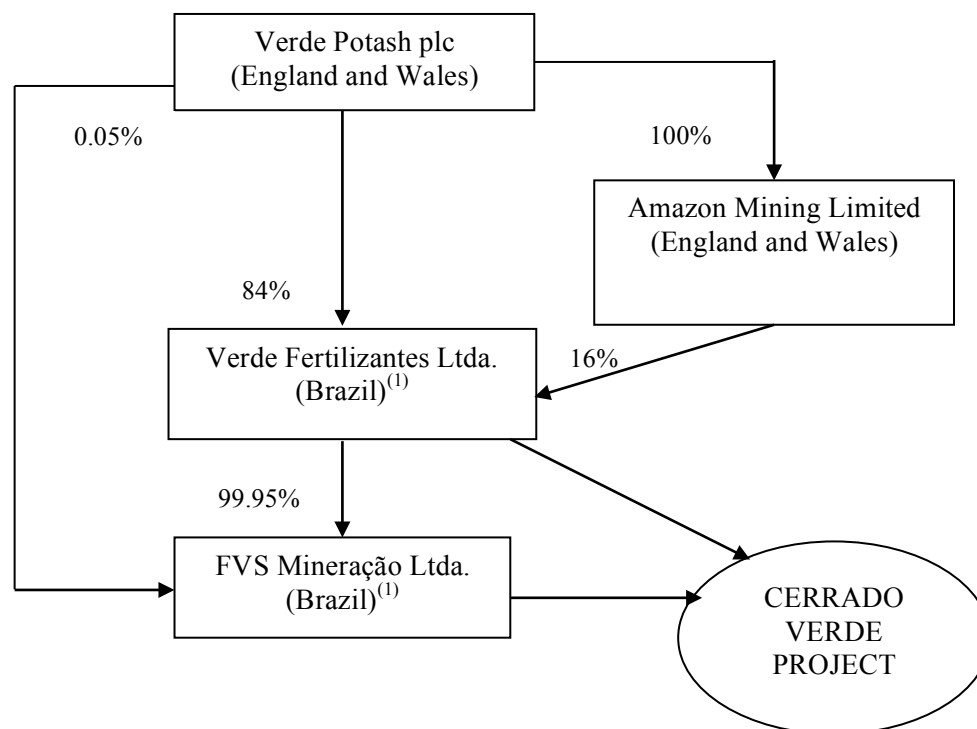 Verde Potash plc
(England and Wales)
0.05%
100%
Amazon Mining Limited
(England and Wales)
84%
Verde Fertilizantes Ltda.
(Brazil)(1)
16%
99.95%
FVS Mineração Ltda.
(Brazil)(1)
CERRADO
VERDE
PROJECT